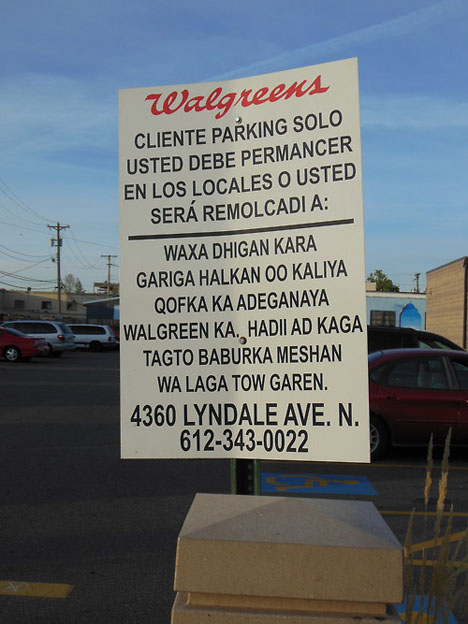 Walgreens
CLIENTE PARKING SOLO
USTED DEBE PERMANCER
EN LOS LOCALES O USTED
SERÁ REMOLCADI A:
WAXA DHIGAN KARA
GARIGA HALKAN OO KALIYA
QOFKA KA ADEGANAYA
WALGREEN KA. HADII AD KAGA
TAGTO BABURKA MESHAN
WA LAGA TOW GAREN.
4360 LYNDALE AVE. N.
612-343-0022